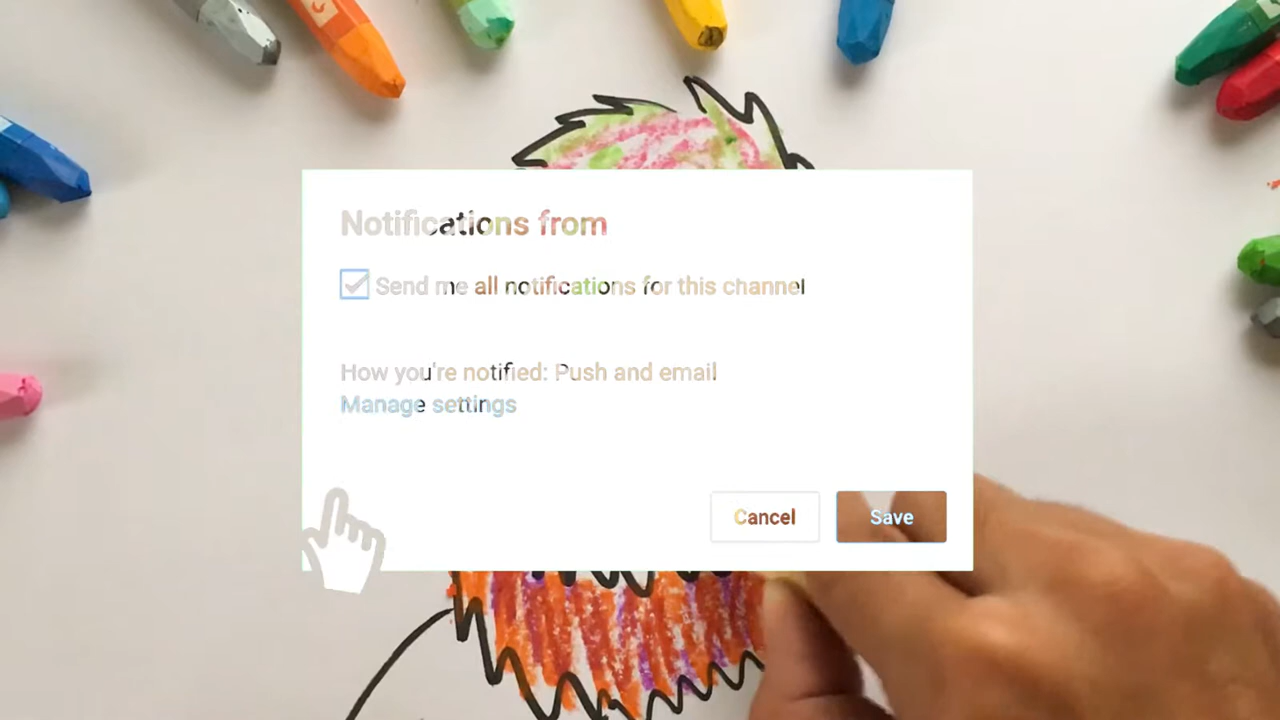 Notifications from
Send me all notifications for this channel
How you're notified: Push and email
Manage settings
Cancel
Save